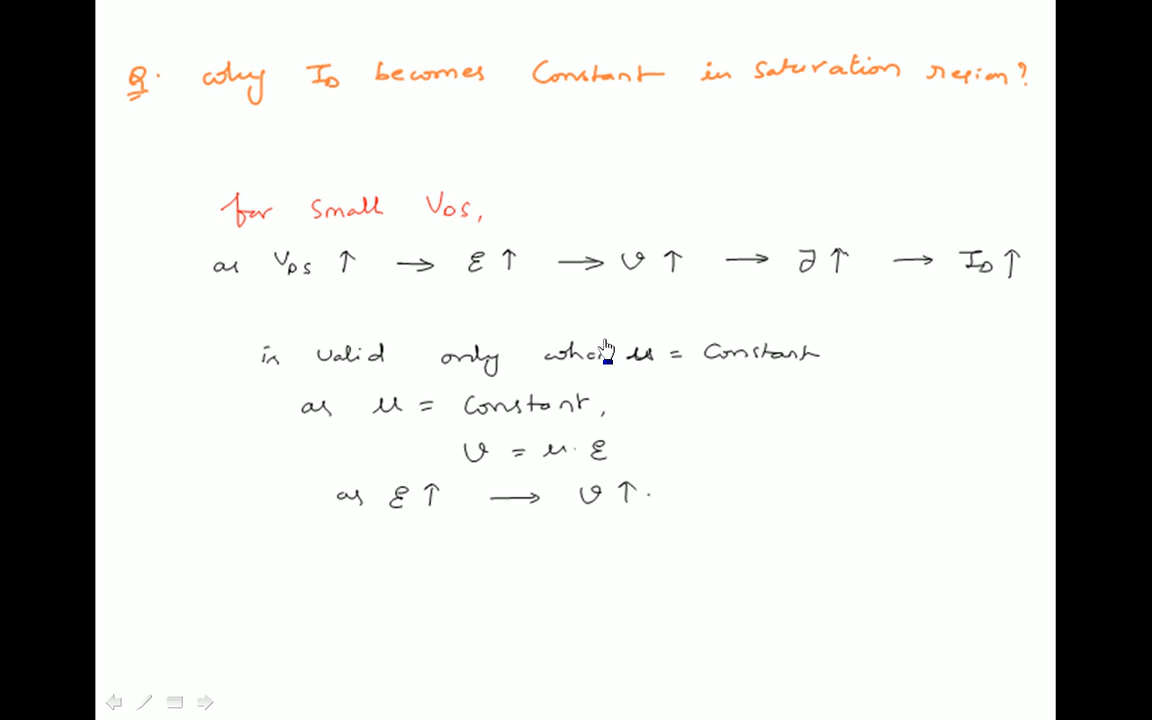 Q. why ID becomes Constant in saturation region?
for small VDS,
as VDS ↑ → ℰ ↑ → v ↑ → J ↑ → ID ↑
is valid only when μ = Constant
as μ = Constant,
v = μ · ℰ
as ℰ ↑ → v ↑.